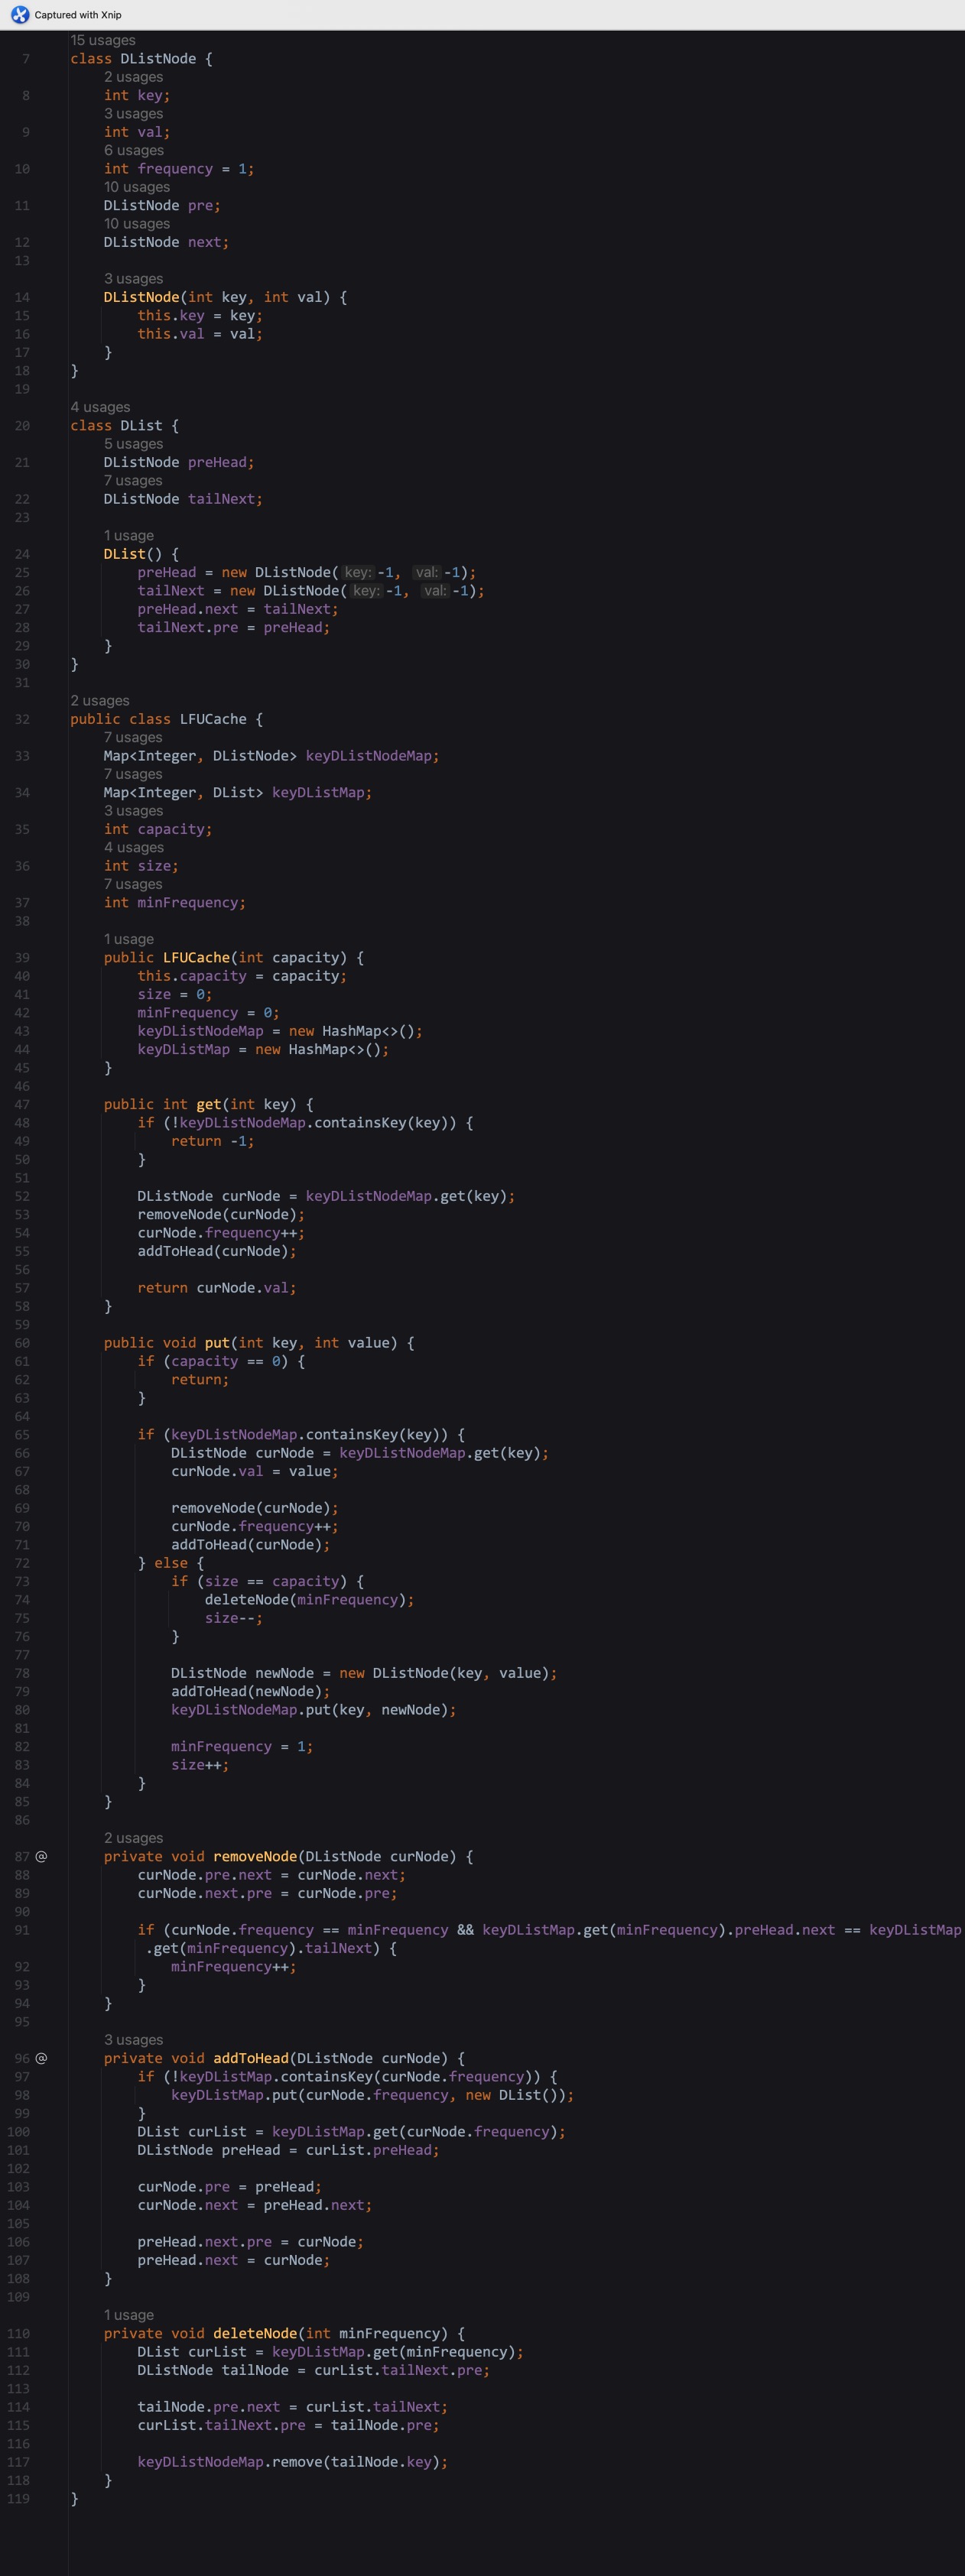 Captured with Xnip
15 usages
7 class DListNode {
2 usages
8 int key;
3 usages
9 int val;
6 usages
10 int frequency = 1;
10 usages
11 DListNode pre;
10 usages
12 DListNode next;
13
3 usages
14 DListNode(int key, int val) {
15 this.key = key;
16 this.val = val;
17 }
18 }
19
4 usages
20 class DList {
5 usages
21 DListNode preHead;
7 usages
22 DListNode tailNext;
23
1 usage
24 DList() {
25 preHead = new DListNode( key: -1, val: -1);
26 tailNext = new DListNode( key: -1, val: -1);
27 preHead.next = tailNext;
28 tailNext.pre = preHead;
29 }
30 }
31
2 usages
32 public class LFUCache {
7 usages
33 Map<Integer, DListNode> keyDListNodeMap;
7 usages
34 Map<Integer, DList> keyDListMap;
3 usages
35 int capacity;
4 usages
36 int size;
7 usages
37 int minFrequency;
38
1 usage
39 public LFUCache(int capacity) {
40 this.capacity = capacity;
41 size = 0;
42 minFrequency = 0;
43 keyDListNodeMap = new HashMap<>();
44 keyDListMap = new HashMap<>();
45 }
46
47 public int get(int key) {
48 if (!keyDListNodeMap.containsKey(key)) {
49 return -1;
50 }
51
52 DListNode curNode = keyDListNodeMap.get(key);
53 removeNode(curNode);
54 curNode.frequency++;
55 addToHead(curNode);
56
57 return curNode.val;
58 }
59
60 public void put(int key, int value) {
61 if (capacity == 0) {
62 return;
63 }
64
65 if (keyDListNodeMap.containsKey(key)) {
66 DListNode curNode = keyDListNodeMap.get(key);
67 curNode.val = value;
68
69 removeNode(curNode);
70 curNode.frequency++;
71 addToHead(curNode);
72 } else {
73 if (size == capacity) {
74 deleteNode(minFrequency);
75 size--;
76 }
77
78 DListNode newNode = new DListNode(key, value);
79 addToHead(newNode);
80 keyDListNodeMap.put(key, newNode);
81
82 minFrequency = 1;
83 size++;
84 }
85 }
86
2 usages
87 @ private void removeNode(DListNode curNode) {
88 curNode.pre.next = curNode.next;
89 curNode.next.pre = curNode.pre;
90
91 if (curNode.frequency == minFrequency && keyDListMap.get(minFrequency).preHead.next == keyDListMap
.get(minFrequency).tailNext) {
92 minFrequency++;
93 }
94 }
95
3 usages
96 @ private void addToHead(DListNode curNode) {
97 if (!keyDListMap.containsKey(curNode.frequency)) {
98 keyDListMap.put(curNode.frequency, new DList());
99 }
100 DList curList = keyDListMap.get(curNode.frequency);
101 DListNode preHead = curList.preHead;
102
103 curNode.pre = preHead;
104 curNode.next = preHead.next;
105
106 preHead.next.pre = curNode;
107 preHead.next = curNode;
108 }
109
1 usage
110 private void deleteNode(int minFrequency) {
111 DList curList = keyDListMap.get(minFrequency);
112 DListNode tailNode = curList.tailNext.pre;
113
114 tailNode.pre.next = curList.tailNext;
115 curList.tailNext.pre = tailNode.pre;
116
117 keyDListNodeMap.remove(tailNode.key);
118 }
119 }